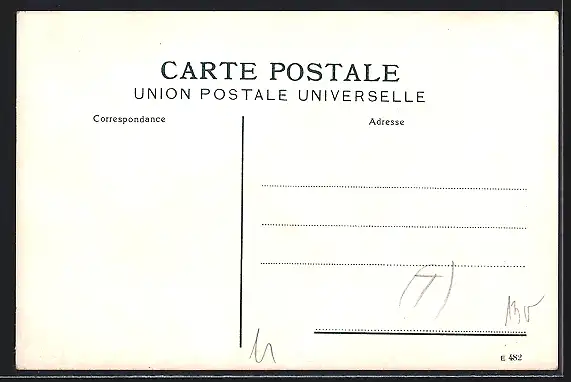 CARTE POSTALE
UNION POSTALE UNIVERSELLE
Correspondance
Adresse
(T)
E 482